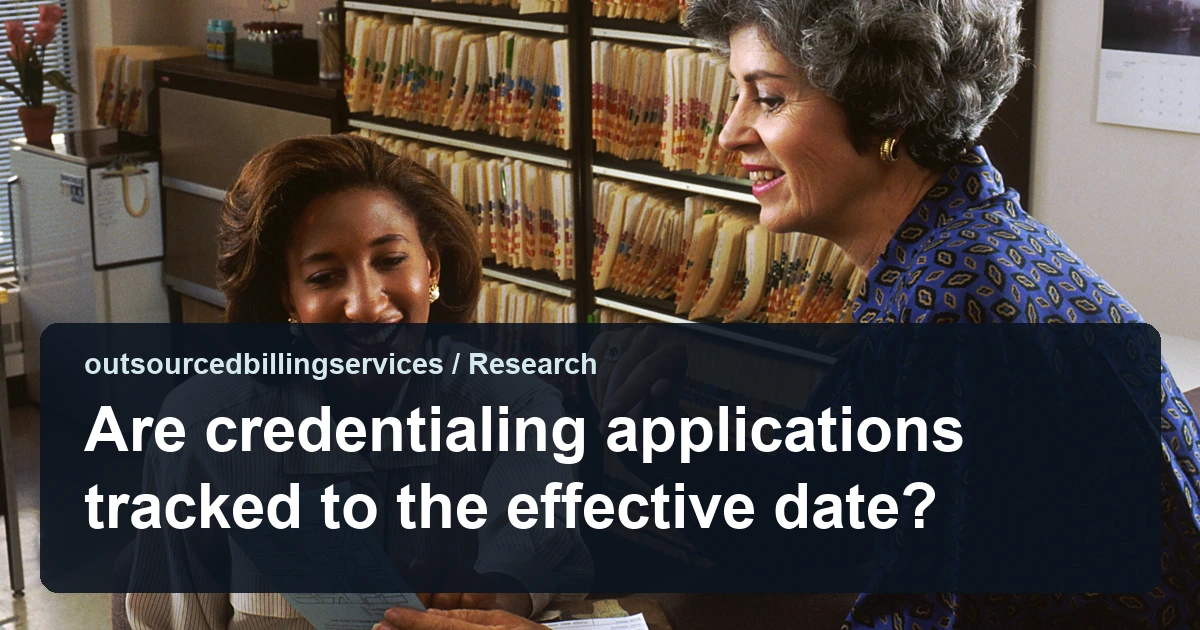 outsourcedbillingservices / Research
Are credentialing applications
tracked to the effective date?